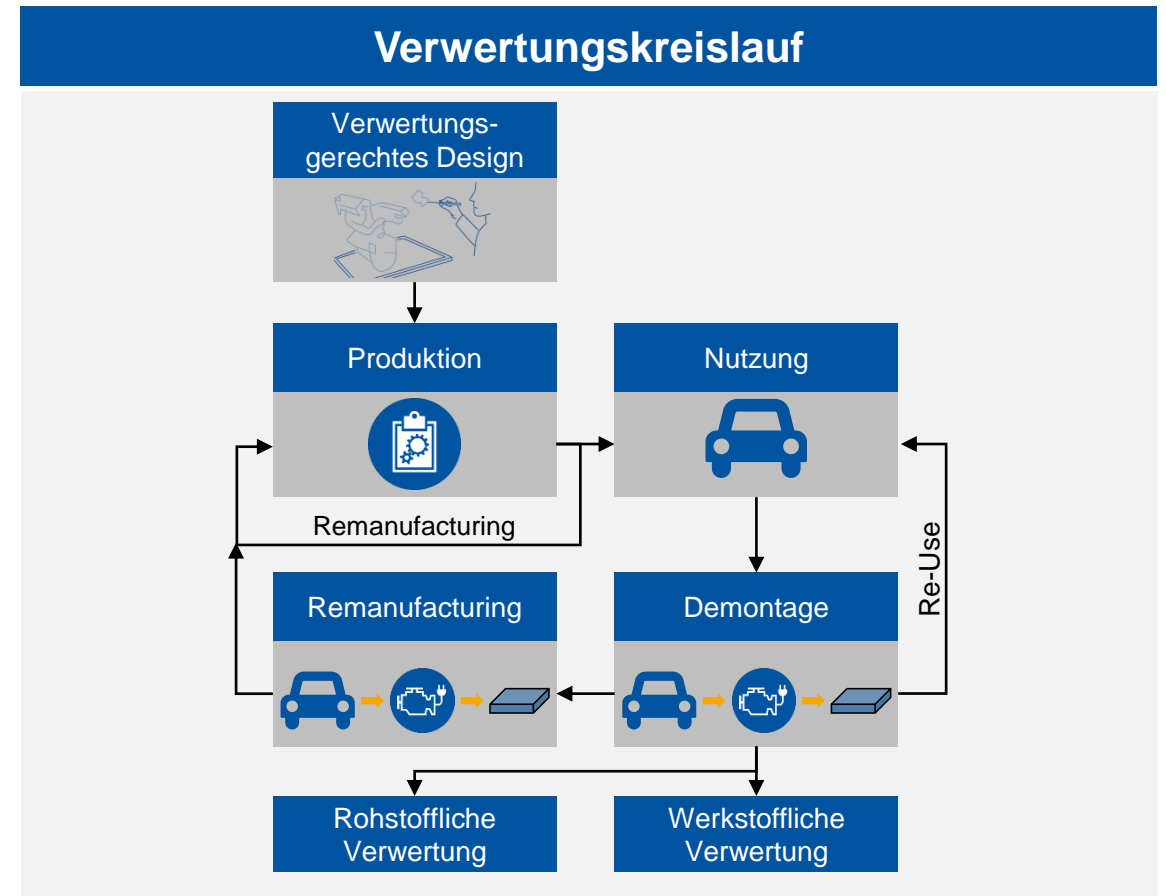 Verwertungskreislauf
Verwertungs-
gerechtes Design
Produktion
Nutzung
Remanufacturing
Re-Use
Remanufacturing
Demontage
Rohstoffliche
Verwertung
Werkstoffliche
Verwertung